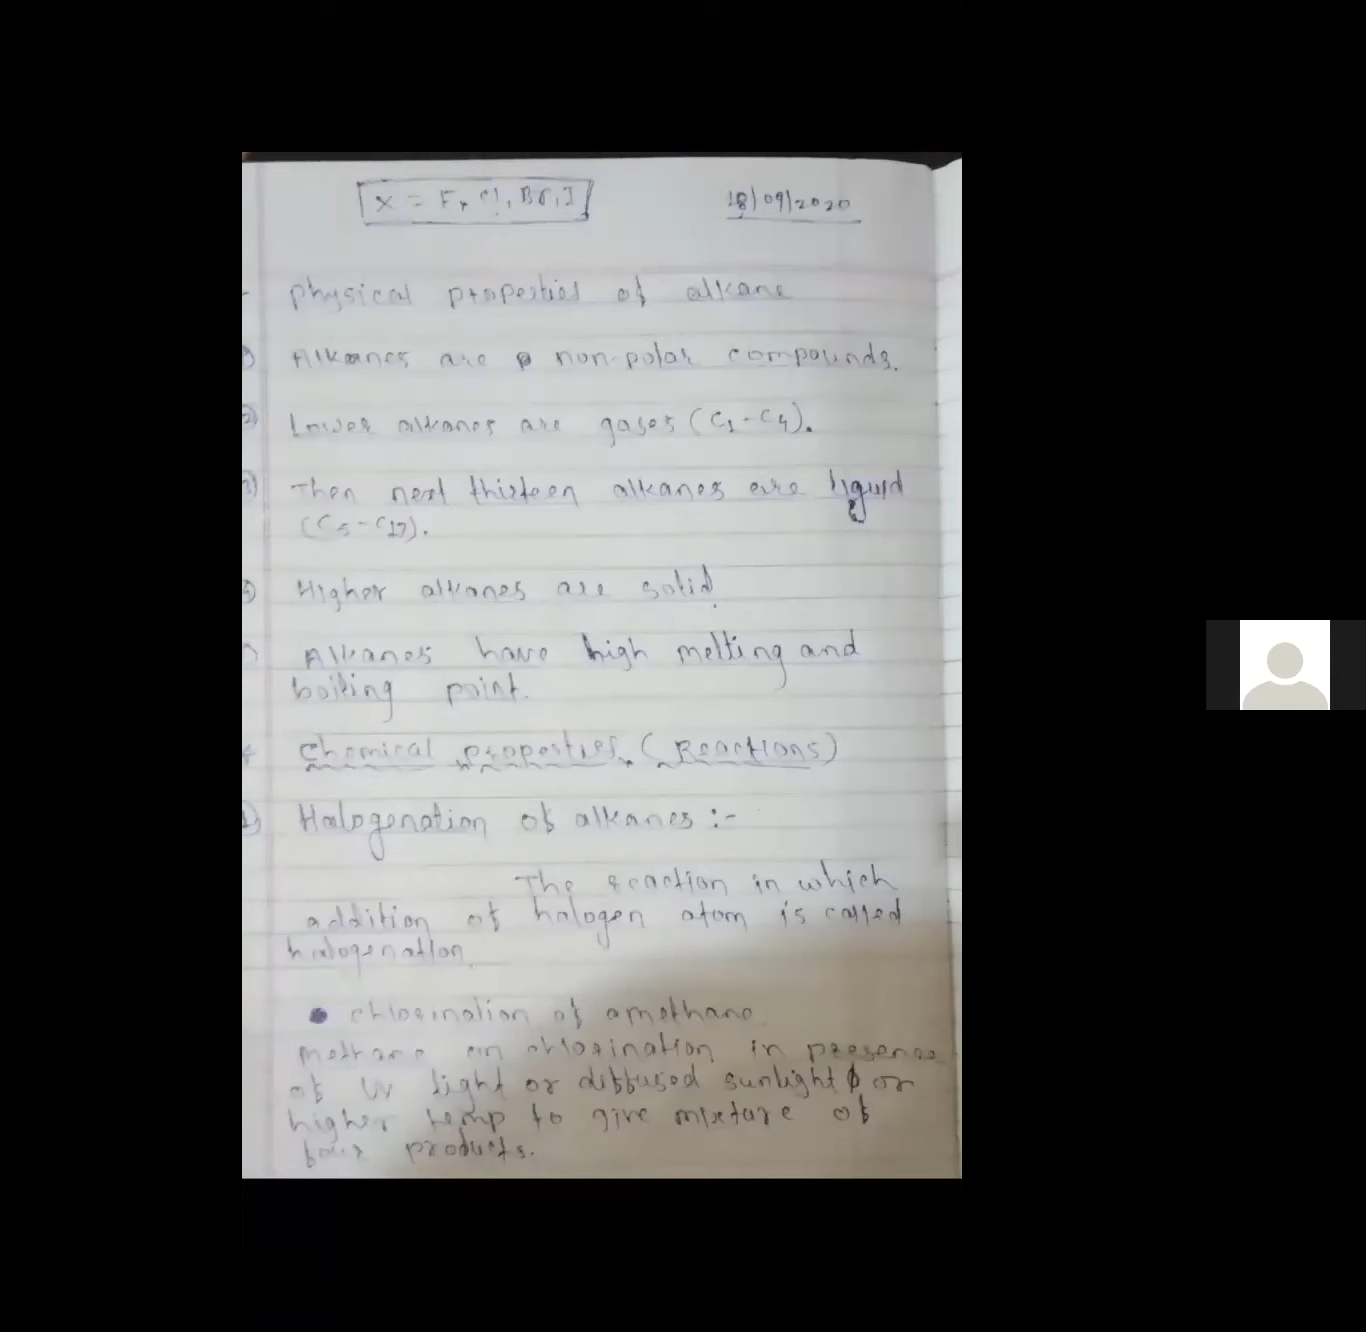 X = F, Cl, Br, I
18/09/2020
Physical properties of alkane
Alkanes are non-polar compounds.
2) Lower alkanes are gases (C1-C4).
3) Then next thirteen alkanes are liquid
(C5-C17).
Higher alkanes are solid.
Alkanes have high melting and
boiling point.
Chemical properties. (Reactions)
1) Halogenation of alkanes :-
The reaction in which
addition of halogen atom is called
halogenation.
• chlorination of amethane.
methane on chlorination in presence
of UV light or diffused sunlight or
higher temp to give mixture of
four products.